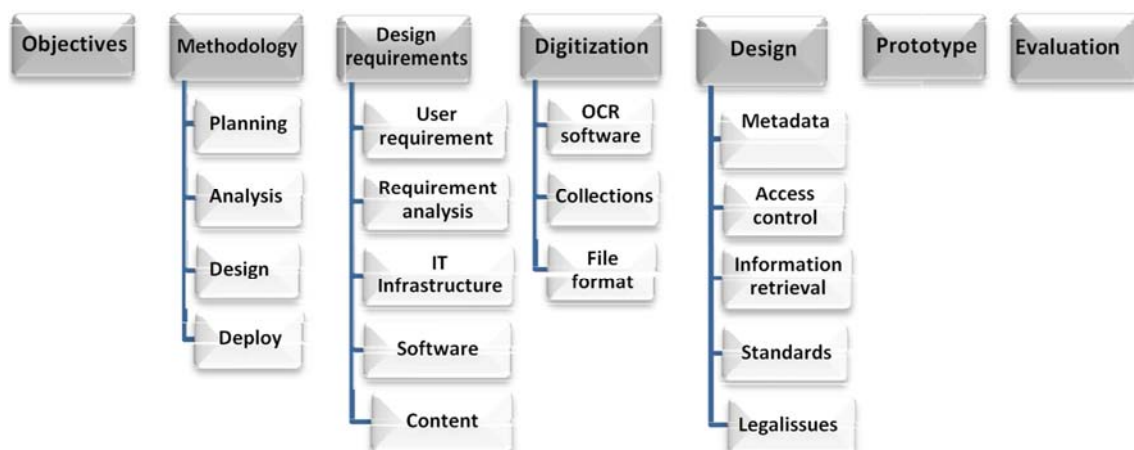 Objectives
Methodology
Planning
Analysis
Design
Deploy
Design
requirements
User
requirement
Requirement
analysis
IT
Infrastructure
Software
Content
Digitization
OCR
software
Collections
File
format
Design
Metadata
Access
control
Information
retrieval
Standards
Legalissues
Prototype
Evaluation